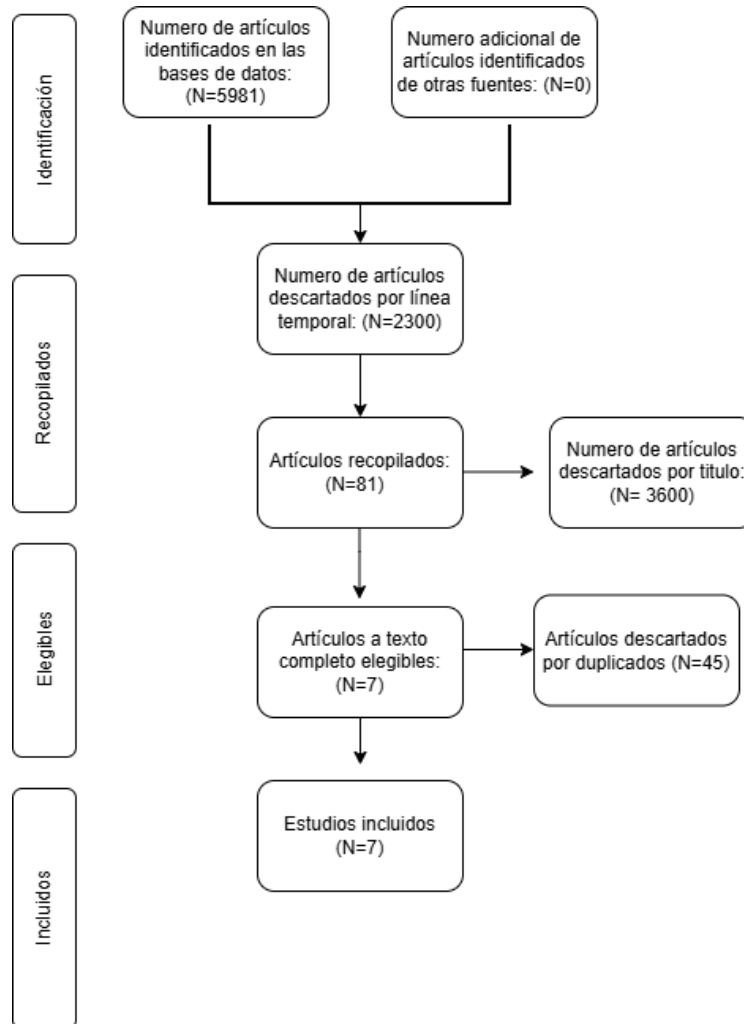 Numero de artículos
identificados en las
bases de datos:
(N=5981)
Numero adicional de
artículos identificados
de otras fuentes: (N=0)
Identificación
Numero de artículos
descartados por línea
temporal: (N=2300)
Recopilados
Artículos recopilados:
(N=81)
Numero de artículos
descartados por titulo:
(N= 3600)
Elegibles
Artículos a texto
completo elegibles:
(N=7)
Artículos descartados
por duplicados (N=45)
Incluidos
Estudios incluidos
(N=7)